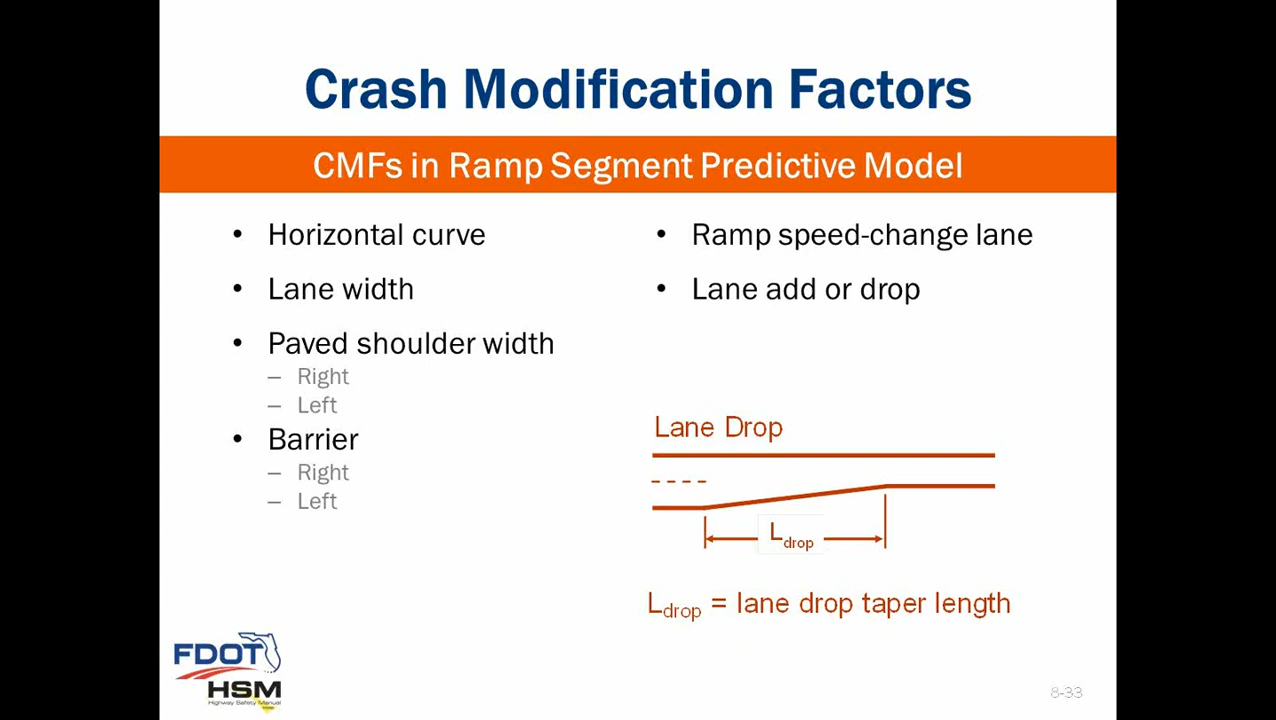 Crash Modification Factors
CMFs in Ramp Segment Predictive Model
• Horizontal curve
• Lane width
• Paved shoulder width
– Right
– Left
• Barrier
– Right
– Left
• Ramp speed-change lane
• Lane add or drop
Lane Drop
Ldrop
Ldrop = lane drop taper length
FDOT
HSM
Highway Safety Manual
8-33